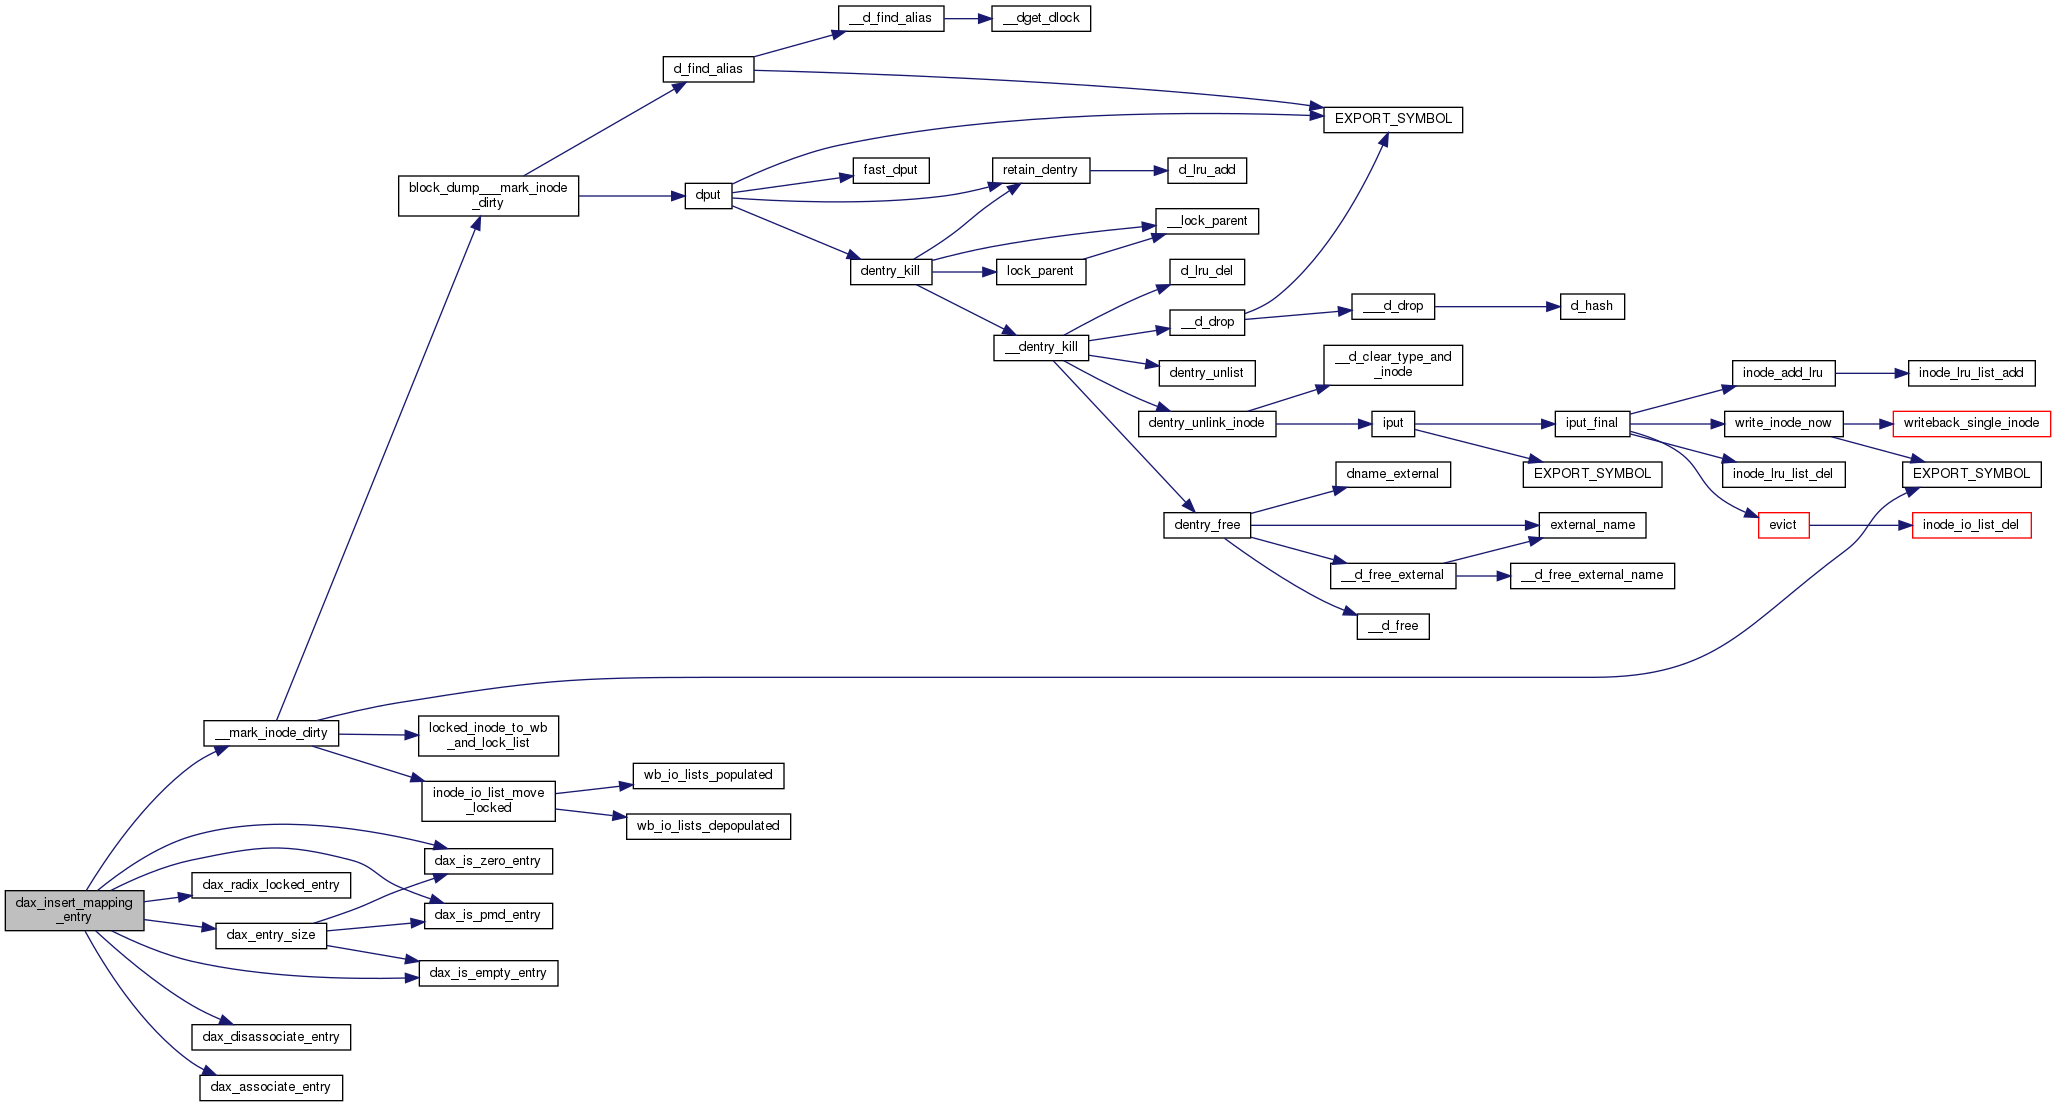 __d_find_alias
__dget_dlock
d_find_alias
EXPORT_SYMBOL
block_dump___mark_inode
_dirty
dput
fast_dput
retain_dentry
d_lru_add
__lock_parent
dentry_kill
lock_parent
d_lru_del
__d_drop
___d_drop
d_hash
__dentry_kill
dentry_unlist
__d_clear_type_and
_inode
inode_add_lru
inode_lru_list_add
dentry_unlink_inode
iput
iput_final
write_inode_now
writeback_single_inode
dname_external
EXPORT_SYMBOL
inode_lru_list_del
EXPORT_SYMBOL
dentry_free
external_name
evict
inode_io_list_del
__d_free_external
__d_free_external_name
__d_free
__mark_inode_dirty
locked_inode_to_wb
_and_lock_list
inode_io_list_move
_locked
wb_io_lists_populated
wb_io_lists_depopulated
dax_is_zero_entry
dax_radix_locked_entry
dax_insert_mapping
_entry
dax_is_pmd_entry
dax_entry_size
dax_is_empty_entry
dax_disassociate_entry
dax_associate_entry